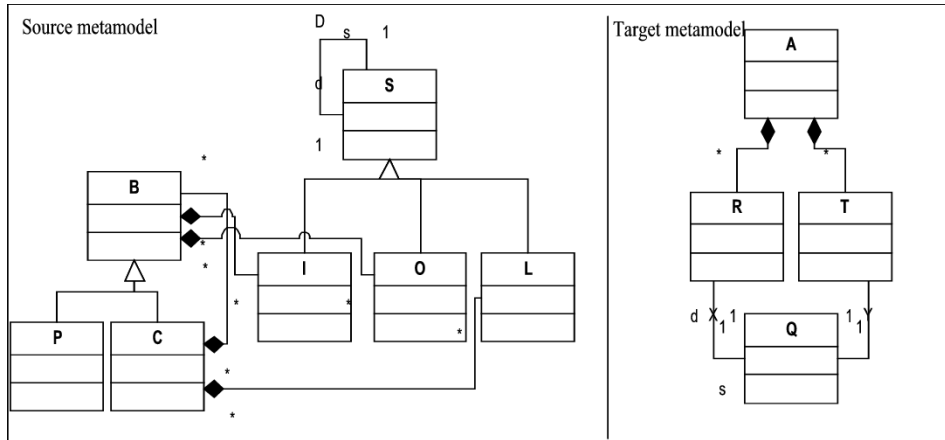 Source metamodel
D
s 1
S
d
1
*
B
*
*
I
O
L
*
*
*
P
C
*
*
Target metamodel
A
* *
R
T
d X 1
1
1 Y
1
Q
s